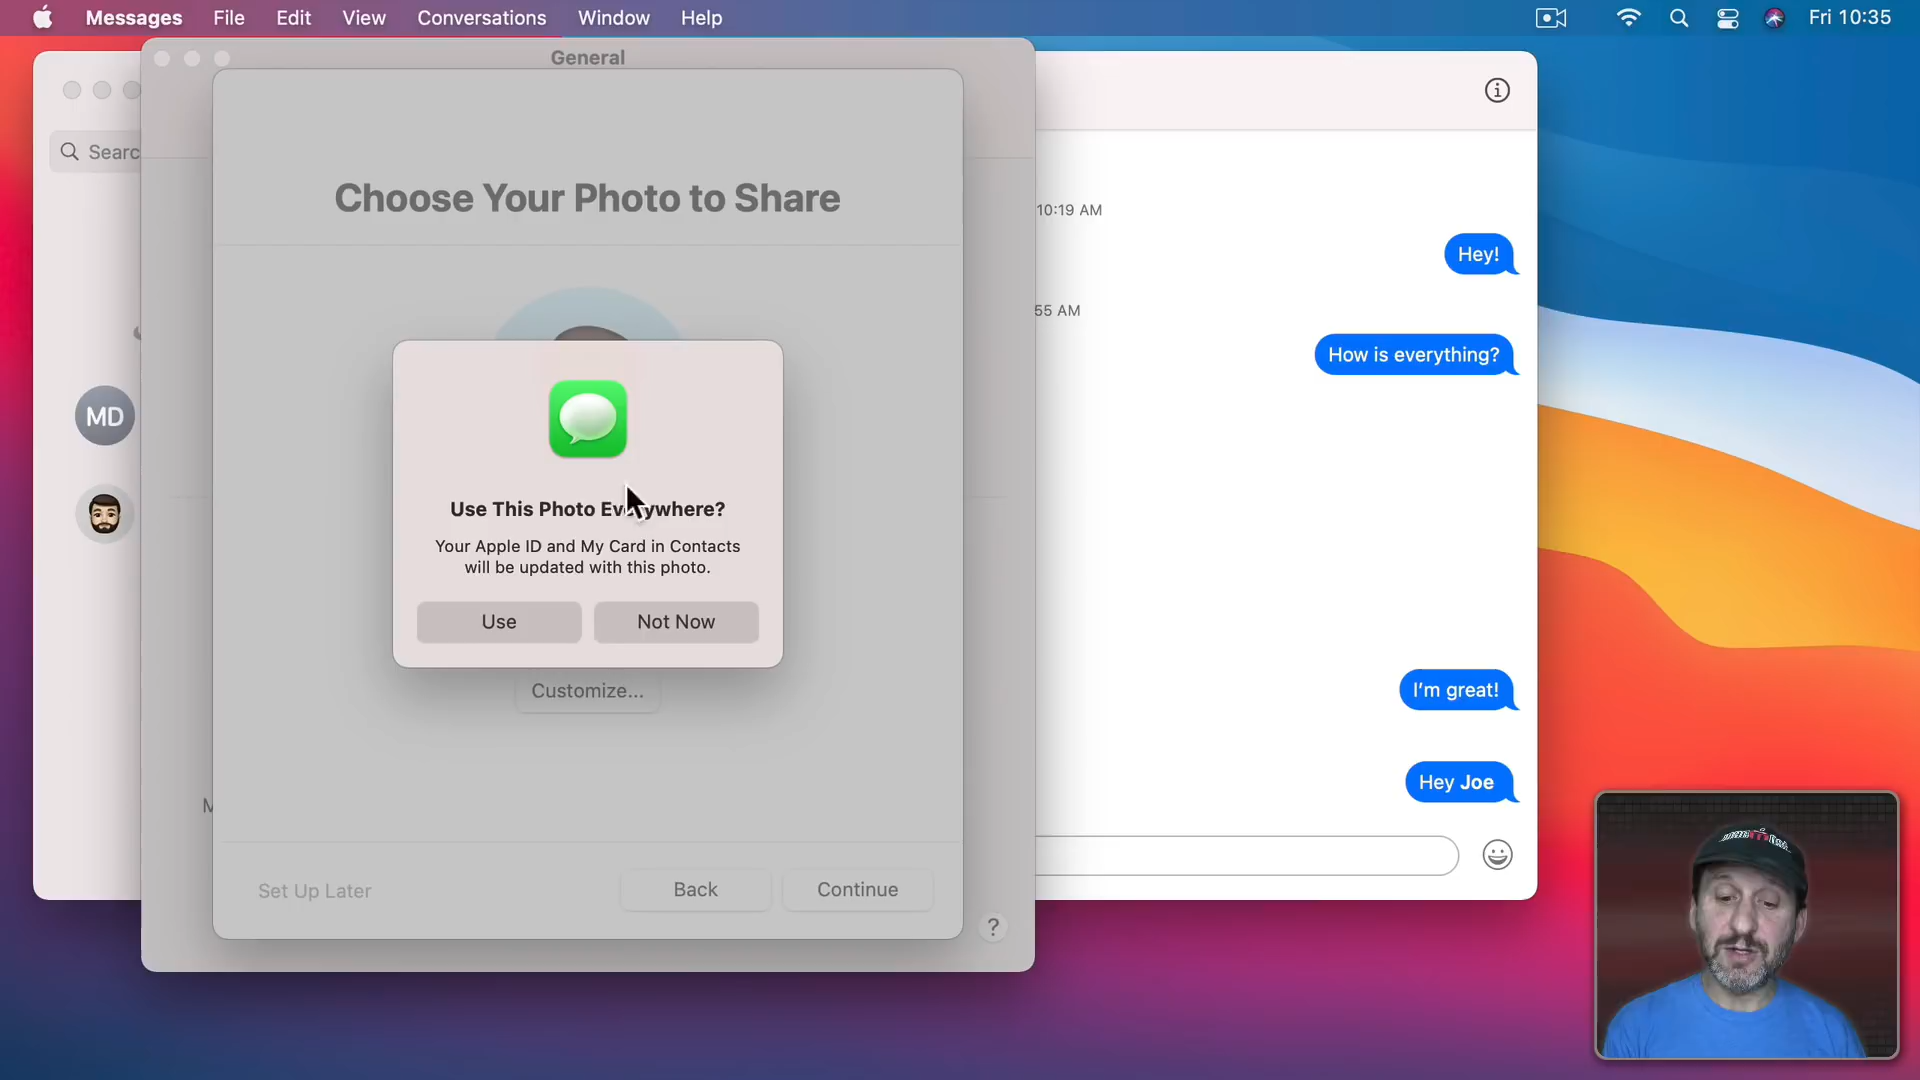 Messages File Edit View Conversations Window Help Fri 10:35
General
Searc
Choose Your Photo to Share
10:19 AM
Hey!
55 AM
How is everything?
MD
Use This Photo Everywhere?
Your Apple ID and My Card in Contacts
will be updated with this photo.
Use Not Now
Customize...
I'm great!
Hey Joe
M
Set Up Later Back Continue
?